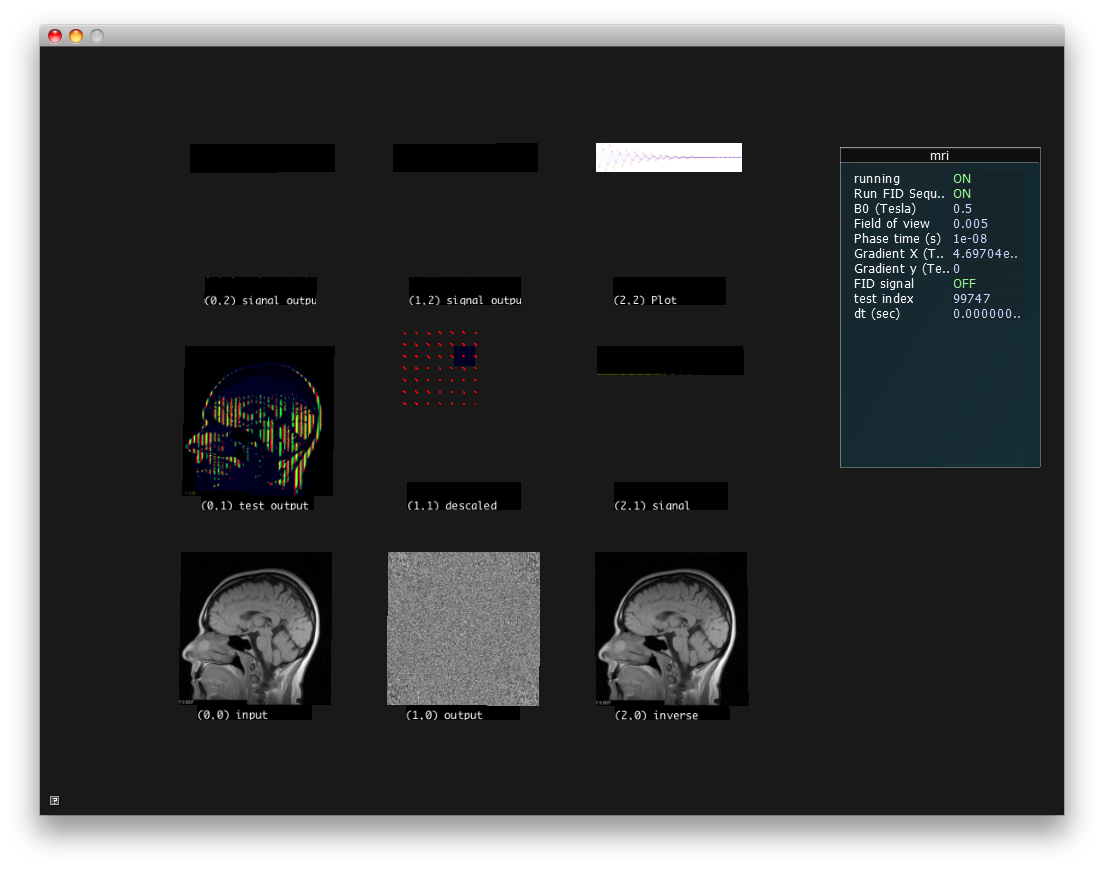 mri
running ON
Run FID Sequ.. ON
B0 (Tesla) 0.5
Field of view 0.005
Phase time (s) 1e-08
Gradient X (T.. 4.69704e..
Gradient y (Te.. 0
FID signal OFF
test index 99747
dt (sec) 0.000000..
(0,2) signal outpu
(1,2) signal outpu
(2,2) Plot
(0,1) test output
(1,1) descaled
(2,1) signal
(0,0) input
(1,0) output
(2,0) inverse
?